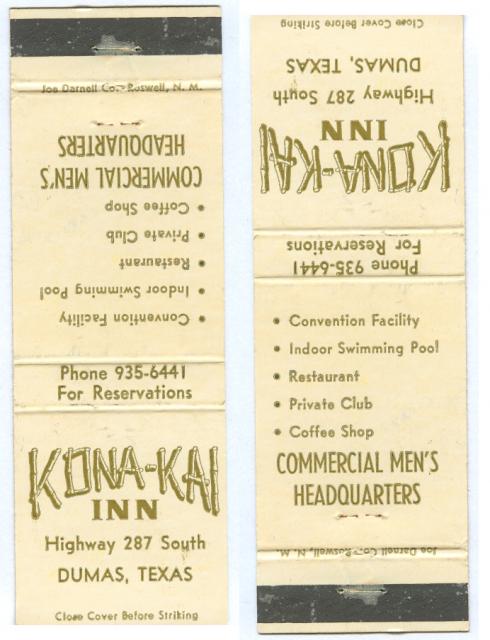 Joe Darnell Co. - Roswell, N. M.
COMMERCIAL MEN'S
HEADQUARTERS
• Coffee Shop
• Private Club
• Restaurant
• Indoor Swimming Pool
• Convention Facility
Phone 935-6441
For Reservations
KONA-KAI
INN
Highway 287 South
DUMAS, TEXAS
Close Cover Before Striking
Close Cover Before Striking
DUMAS, TEXAS
Highway 287 South
INN
KONA-KAI
For Reservations
Phone 935-6441
• Convention Facility
• Indoor Swimming Pool
• Restaurant
• Private Club
• Coffee Shop
COMMERCIAL MEN'S
HEADQUARTERS
Joe Darnell Co. - Roswell, N. M.